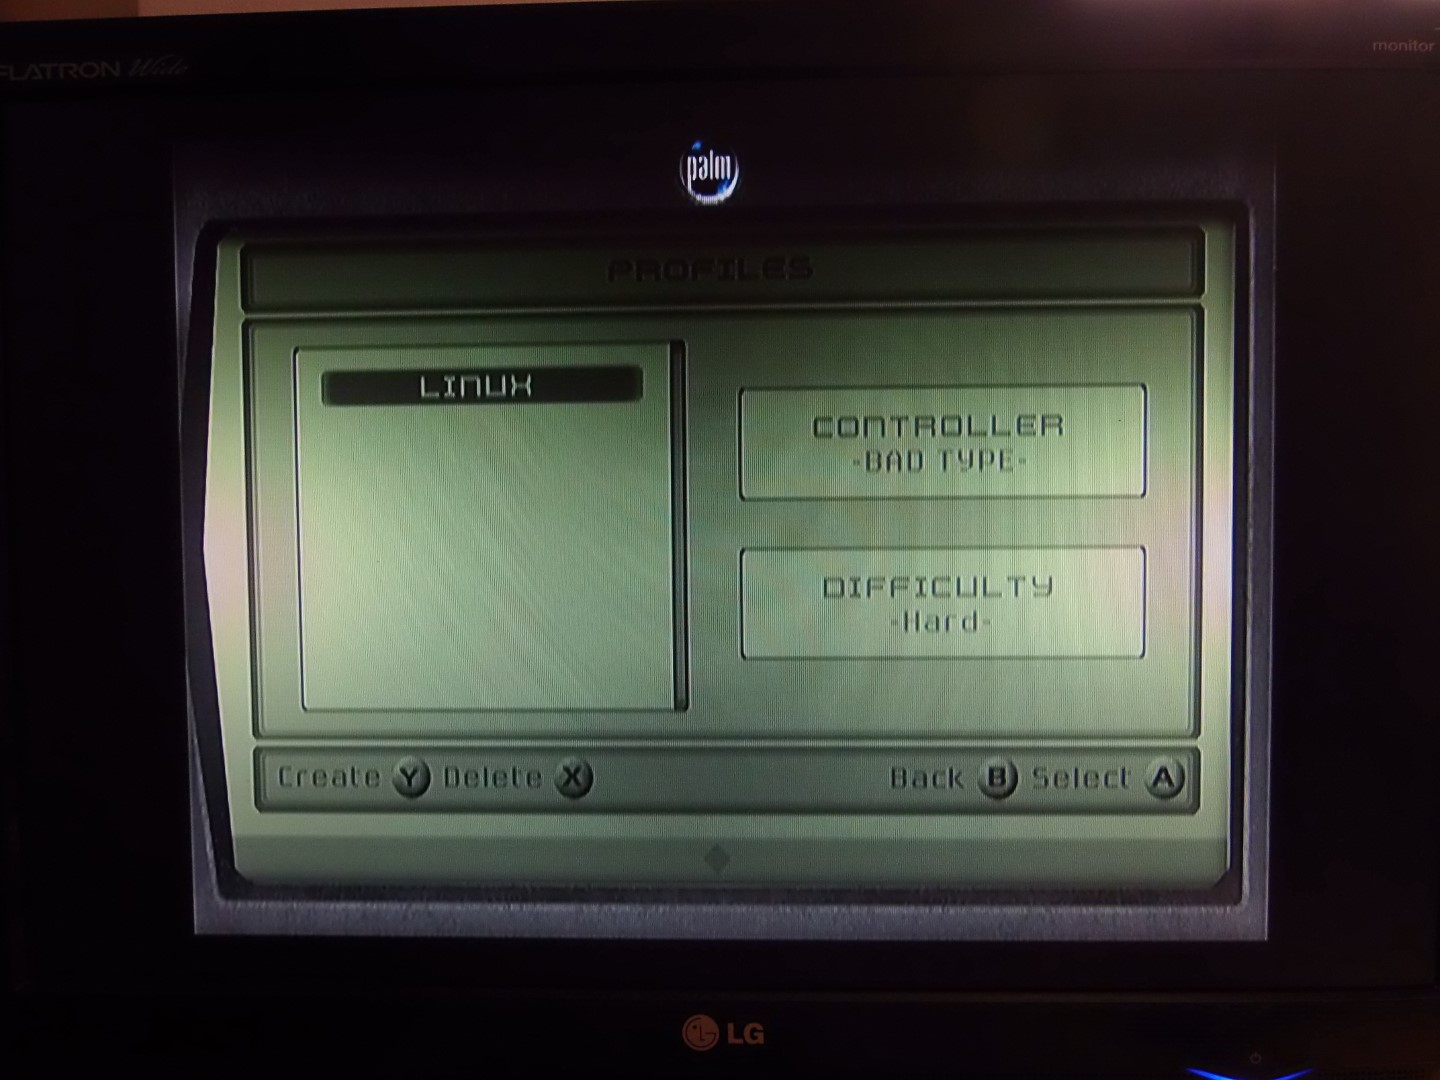 FLATRON Wide
monitor
palm
PROFILES
LINUX
CONTROLLER
-BAD TYPE-
DIFFICULTY
-Hard-
Create Y Delete X
Back B Select A
LG